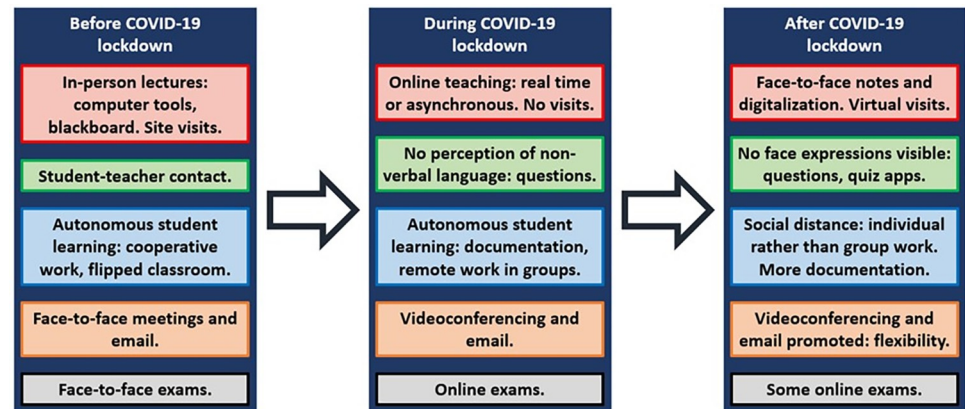 Before COVID-19
lockdown
In-person lectures:
computer tools,
blackboard. Site visits.
Student-teacher contact.
Autonomous student
learning: cooperative
work, flipped classroom.
Face-to-face meetings and
email.
Face-to-face exams.
During COVID-19
lockdown
Online teaching: real time
or asynchronous. No visits.
No perception of non-
verbal language: questions.
Autonomous student
learning: documentation,
remote work in groups.
Videoconferencing and
email.
Online exams.
After COVID-19
lockdown
Face-to-face notes and
digitalization. Virtual visits.
No face expressions visible:
questions, quiz apps.
Social distance: individual
rather than group work.
More documentation.
Videoconferencing and
email promoted: flexibility.
Some online exams.